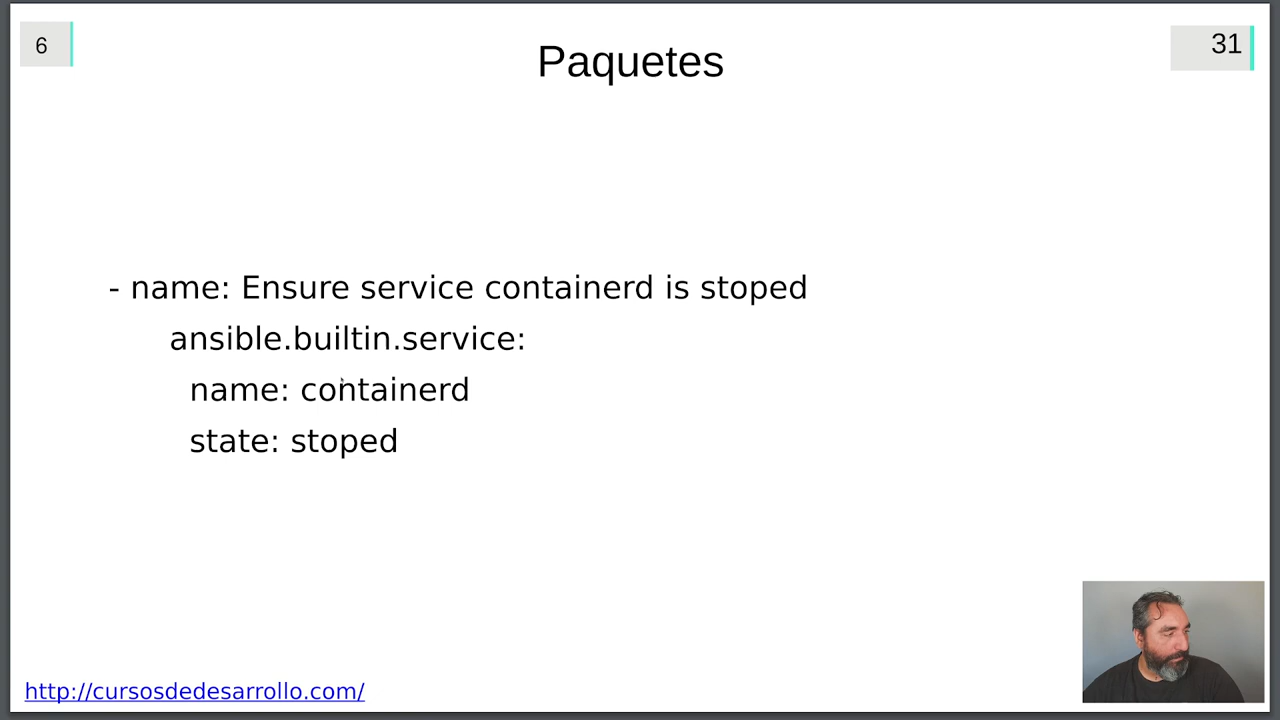 6
31
Paquetes
- name: Ensure service containerd is stoped
ansible.builtin.service:
name: containerd
state: stoped
http://cursosdedesarrollo.com/